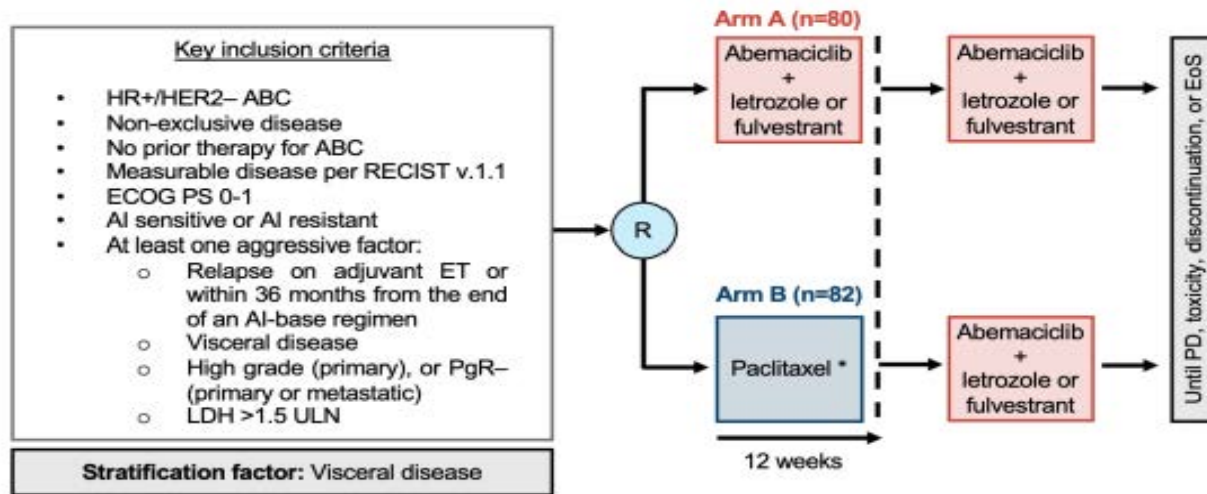 Key inclusion criteria
• HR+/HER2– ABC
• Non-exclusive disease
• No prior therapy for ABC
• Measurable disease per RECIST v.1.1
• ECOG PS 0-1
• AI sensitive or AI resistant
• At least one aggressive factor:
o Relapse on adjuvant ET or
within 36 months from the end
of an AI-base regimen
o Visceral disease
o High grade (primary), or PgR–
(primary or metastatic)
o LDH >1.5 ULN
Stratification factor: Visceral disease
R
Arm A (n=80)
Abemaciclib
+
letrozole or
fulvestrant
Abemaciclib
+
letrozole or
fulvestrant
Arm B (n=82)
Paclitaxel *
Abemaciclib
+
letrozole or
fulvestrant
12 weeks
Until PD, toxicity, discontinuation, or EoS